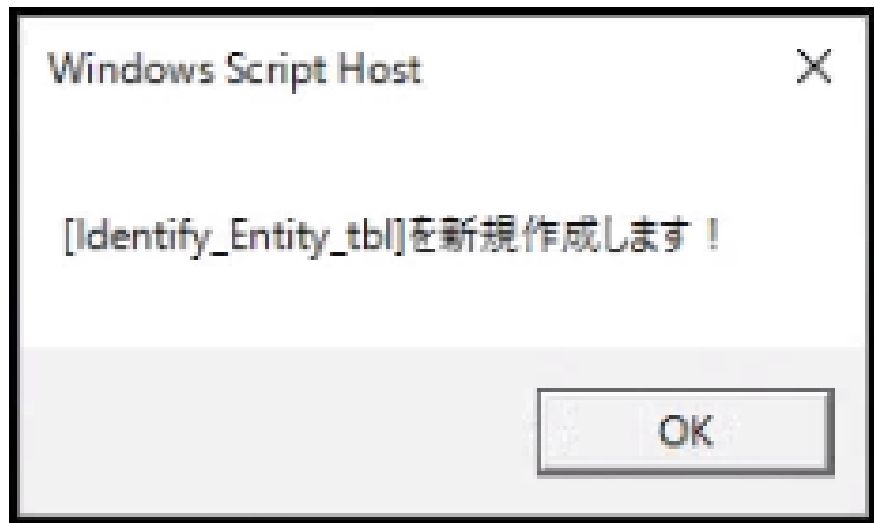 Windows Script Host
[Identify_Entity_tbl]を新規作成します！
OK